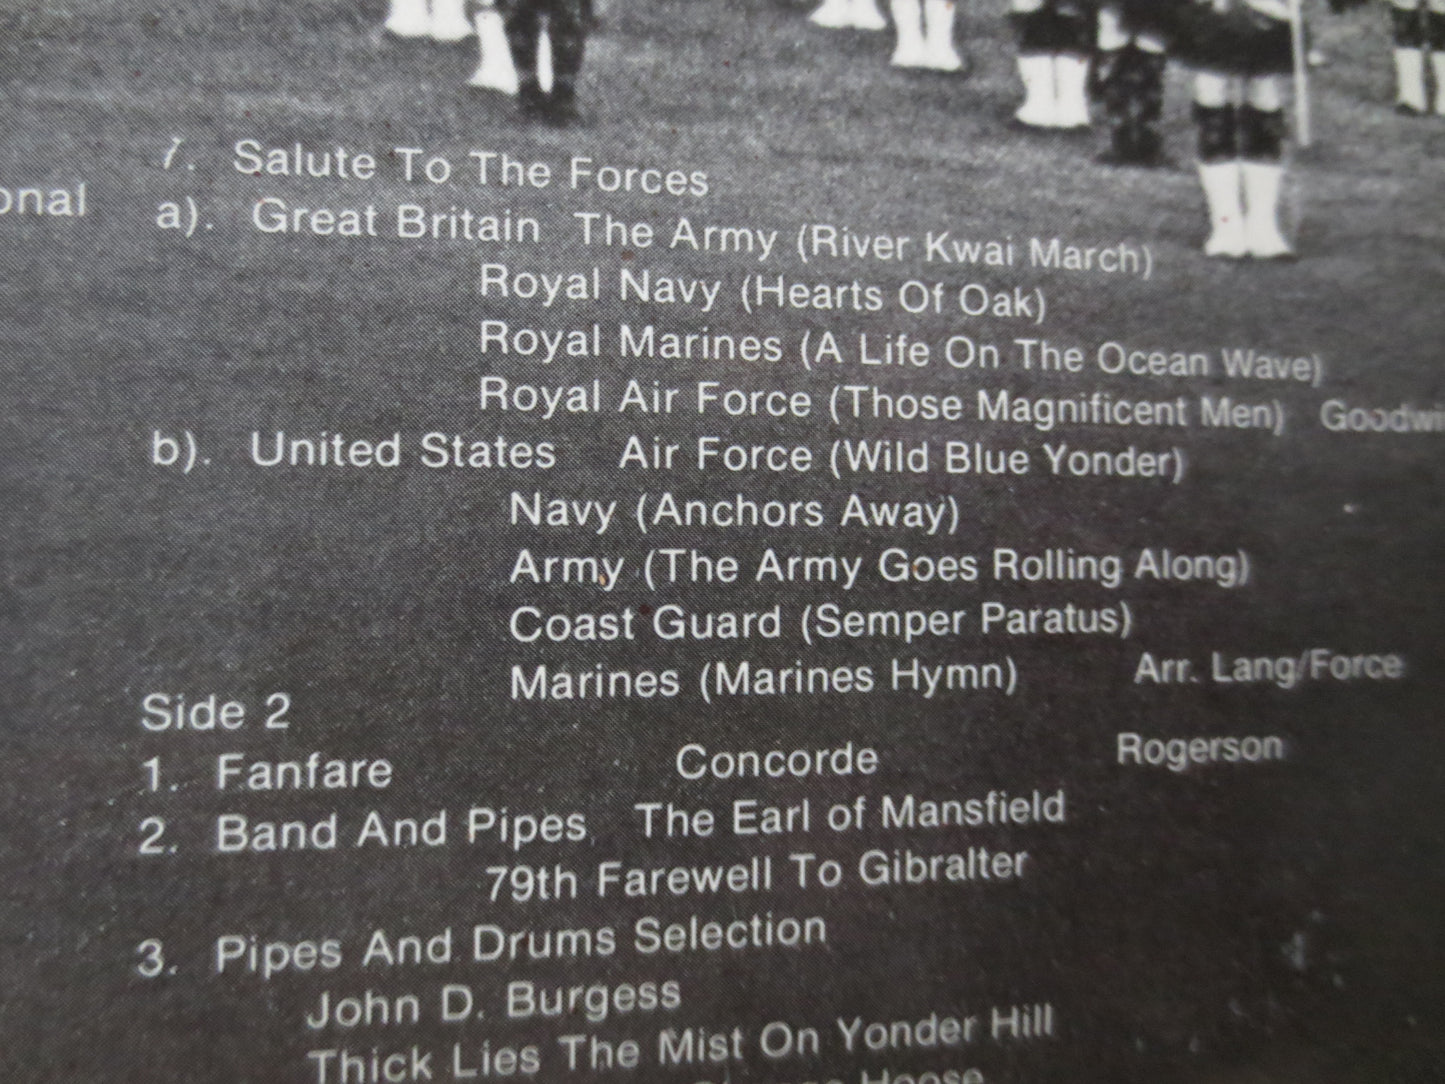 7. Salute To The Forces
onal
a). Great Britain The Army (River Kwai March)
Royal Navy (Hearts Of Oak)
Royal Marines (A Life On The Ocean Wave)
Royal Air Force (Those Magnificent Men) Goodwi
b). United States Air Force (Wild Blue Yonder)
Navy (Anchors Away)
Army (The Army Goes Rolling Along)
Coast Guard (Semper Paratus)
Marines (Marines Hymn) Arr. Lang/Force
Side 2
1. Fanfare Concorde Rogerson
2. Band And Pipes The Earl of Mansfield
79th Farewell To Gibralter
3. Pipes And Drums Selection
John D. Burgess
Thick Lies The Mist On Yonder Hill